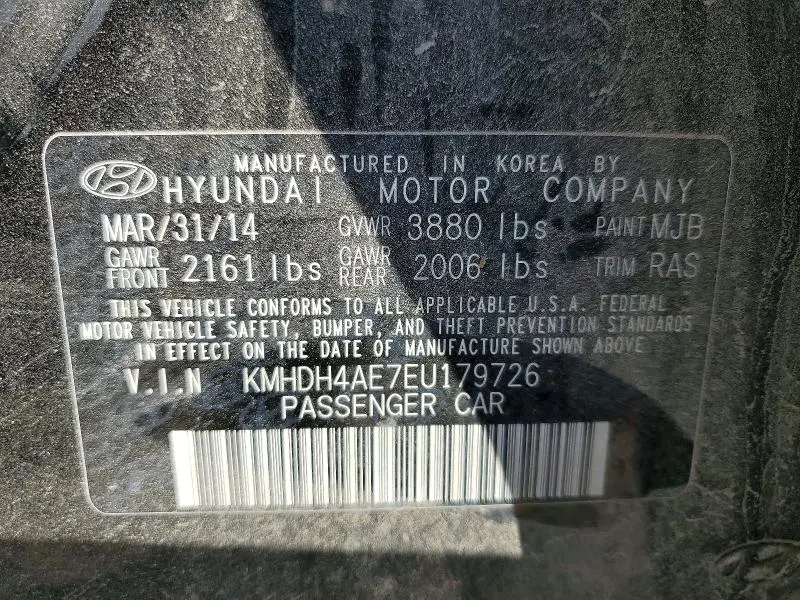 MANUFACTURED IN KOREA BY
HYUNDAI MOTOR COMPANY
MAR/31/14 GVWR 3880 lbs PAINT MJB
GAWR FRONT 2161 lbs GAWR REAR 2006 lbs TRIM RAS
THIS VEHICLE CONFORMS TO ALL APPLICABLE U.S.A. FEDERAL
MOTOR VEHICLE SAFETY, BUMPER, AND THEFT PREVENTION STANDARDS
IN EFFECT ON THE DATE OF MANUFACTURE SHOWN ABOVE
V.I.N KMHDH4AE7EU179726
PASSENGER CAR